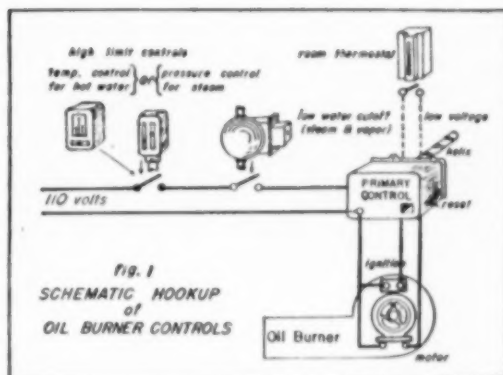 high limit controls
Temp. control for hot water
or
pressure control for steam
room thermostat
low water cutoff
(steam & vapor)
low voltage
helix
PRIMARY
CONTROL
reset
110 volts
ignition
Fig. 1
SCHEMATIC HOOKUP
of
OIL BURNER CONTROLS
Oil Burner
motor